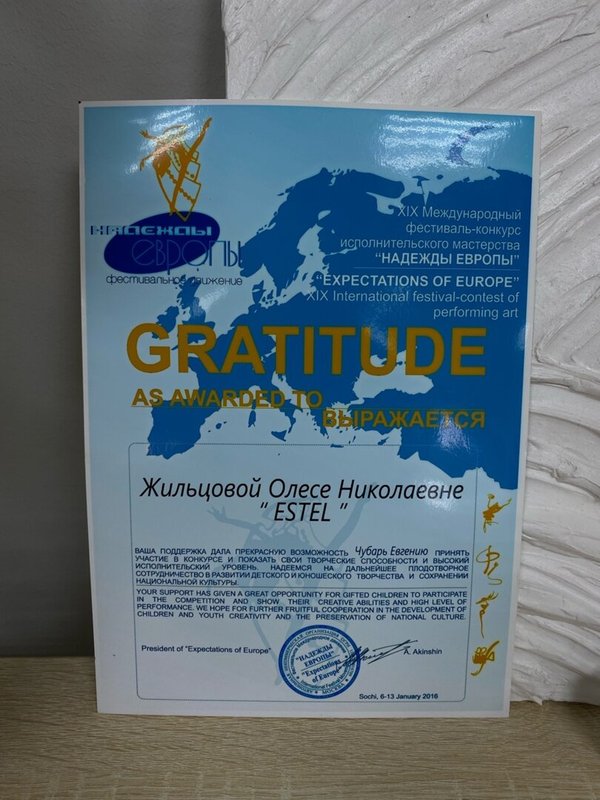 НАДЕЖДЫ
ЕВРОПЫ
фестивальное движение
XIX Международный
фестиваль-конкурс
исполнительского мастерства
"НАДЕЖДЫ ЕВРОПЫ"
"EXPECTATIONS OF EUROPE"
XIX International festival-contest of
performing art
GRATITUDE
AS AWARDED TO
ВЫРАЖАЕТСЯ
Жильцовой Олесе Николаевне
" ESTEL "
ВАША ПОДДЕРЖКА ДАЛА ПРЕКРАСНУЮ ВОЗМОЖНОСТЬ Чубарь Евгению ПРИНЯТЬ
УЧАСТИЕ В КОНКУРСЕ И ПОКАЗАТЬ СВОИ ТВОРЧЕСКИЕ СПОСОБНОСТИ И ВЫСОКИЙ
ИСПОЛНИТЕЛЬСКИЙ УРОВЕНЬ. НАДЕЕМСЯ НА ДАЛЬНЕЙШЕЕ ПЛОДОТВОРНОЕ
СОТРУДНИЧЕСТВО В РАЗВИТИИ ДЕТСКОГО И ЮНОШЕСКОГО ТВОРЧЕСТВА И СОХРАНЕНИИ
НАЦИОНАЛЬНОЙ КУЛЬТУРЫ.
YOUR SUPPORT HAS GIVEN A GREAT OPPORTUNITY FOR GIFTED CHILDREN TO PARTICIPATE
IN THE COMPETITION AND SHOW THEIR CREATIVE ABILITIES AND HIGH LEVEL OF
PERFORMANCE. WE HOPE FOR FURTHER FRUITFUL COOPERATION IN THE DEVELOPMENT OF
CHILDREN AND YOUTH CREATIVITY AND THE PRESERVATION OF NATIONAL CULTURE.
President of "Expectations of Europe"
A. Akinshin
"НАДЕЖДЫ
ЕВРОПЫ"
"Expectations
of Europe"
МОСКВА
Sochi, 6-13 January 2016